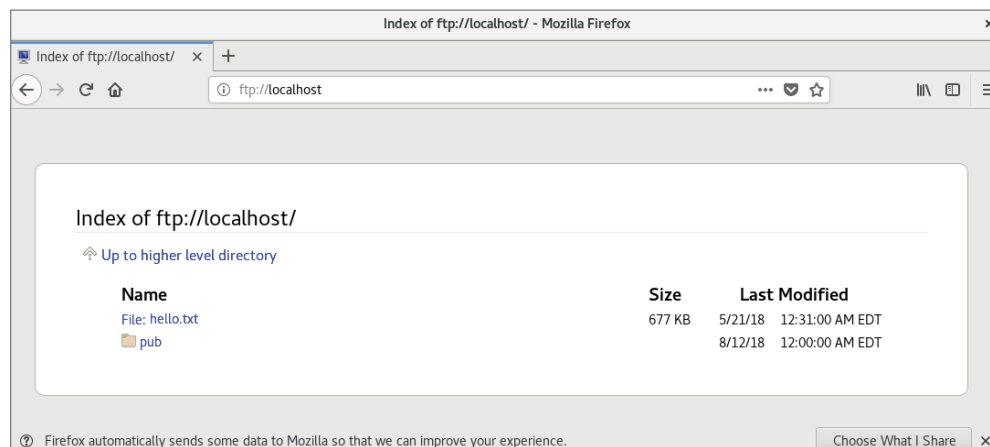 Index of ftp://localhost/ - Mozilla Firefox
Index of ftp://localhost/
ftp://localhost
Index of ftp://localhost/
Up to higher level directory
Name Size Last Modified
File: hello.txt 677 KB 5/21/18 12:31:00 AM EDT
pub 8/12/18 12:00:00 AM EDT
Firefox automatically sends some data to Mozilla so that we can improve your experience. Choose What I Share